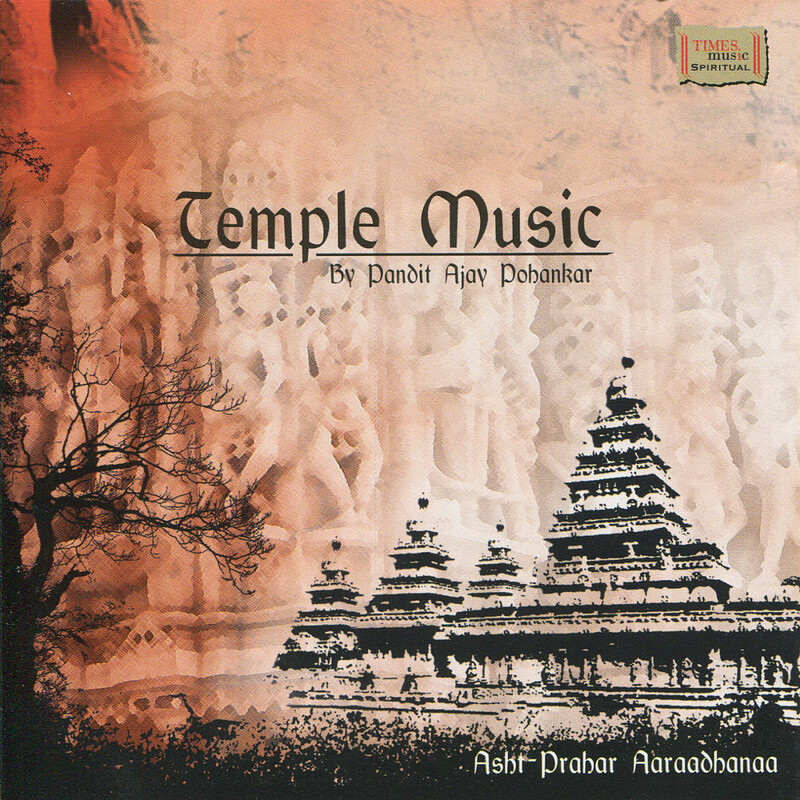 TIMES.
music
SPIRITUAL
Temple Music
By Pandit Ajay Pohankar
Asht-Prahar Aaraadhanaa